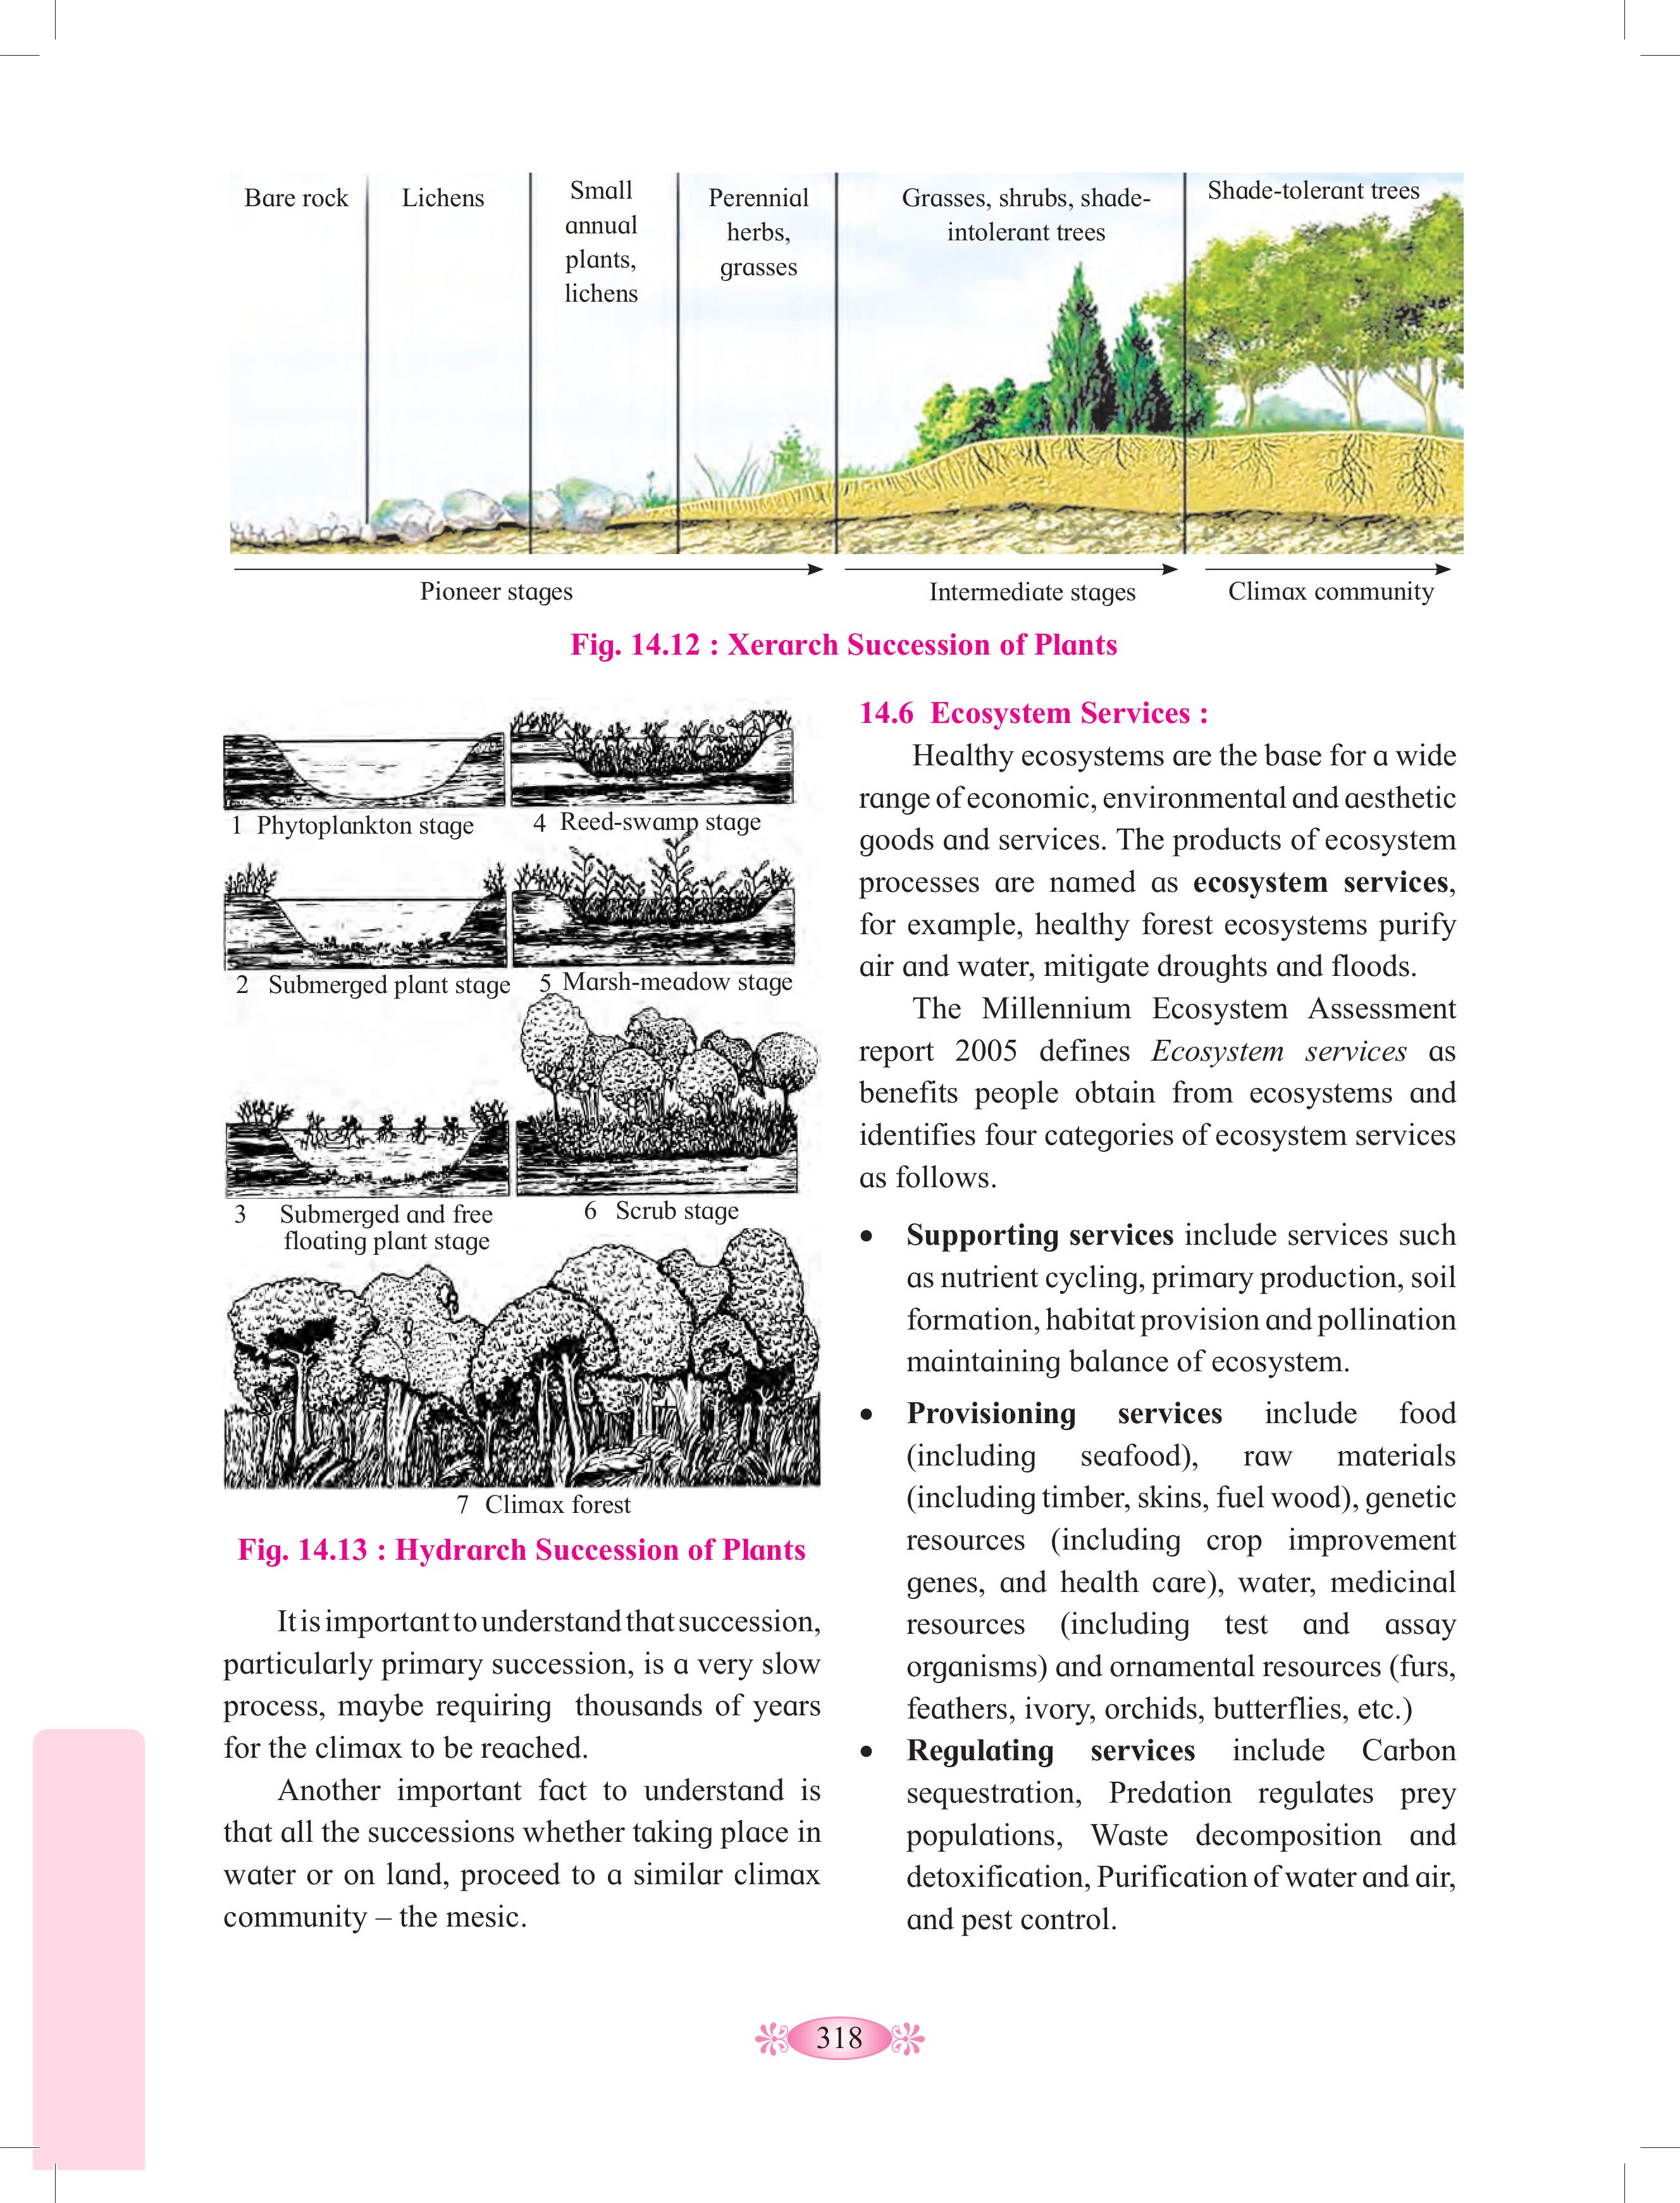 Bare rock
Lichens
Small
annual
plants,
lichens
Perennial
herbs,
grasses
Grasses, shrubs, shade-
intolerant trees
Shade-tolerant trees
Pioneer stages
Intermediate stages
Climax community
Fig. 14.12 : Xerarch Succession of Plants
1 Phytoplankton stage
4 Reed-swamp stage
2 Submerged plant stage
5 Marsh-meadow stage
3 Submerged and free
floating plant stage
6 Scrub stage
7 Climax forest
Fig. 14.13 : Hydrarch Succession of Plants
It is important to understand that succession,
particularly primary succession, is a very slow
process, maybe requiring thousands of years
for the climax to be reached.
Another important fact to understand is
that all the successions whether taking place in
water or on land, proceed to a similar climax
community – the mesic.
14.6 Ecosystem Services :
Healthy ecosystems are the base for a wide
range of economic, environmental and aesthetic
goods and services. The products of ecosystem
processes are named as ecosystem services,
for example, healthy forest ecosystems purify
air and water, mitigate droughts and floods.
The Millennium Ecosystem Assessment
report 2005 defines Ecosystem services as
benefits people obtain from ecosystems and
identifies four categories of ecosystem services
as follows.
• Supporting services include services such
as nutrient cycling, primary production, soil
formation, habitat provision and pollination
maintaining balance of ecosystem.
• Provisioning services include food
(including seafood), raw materials
(including timber, skins, fuel wood), genetic
resources (including crop improvement
genes, and health care), water, medicinal
resources (including test and assay
organisms) and ornamental resources (furs,
feathers, ivory, orchids, butterflies, etc.)
• Regulating services include Carbon
sequestration, Predation regulates prey
populations, Waste decomposition and
detoxification, Purification of water and air,
and pest control.
318